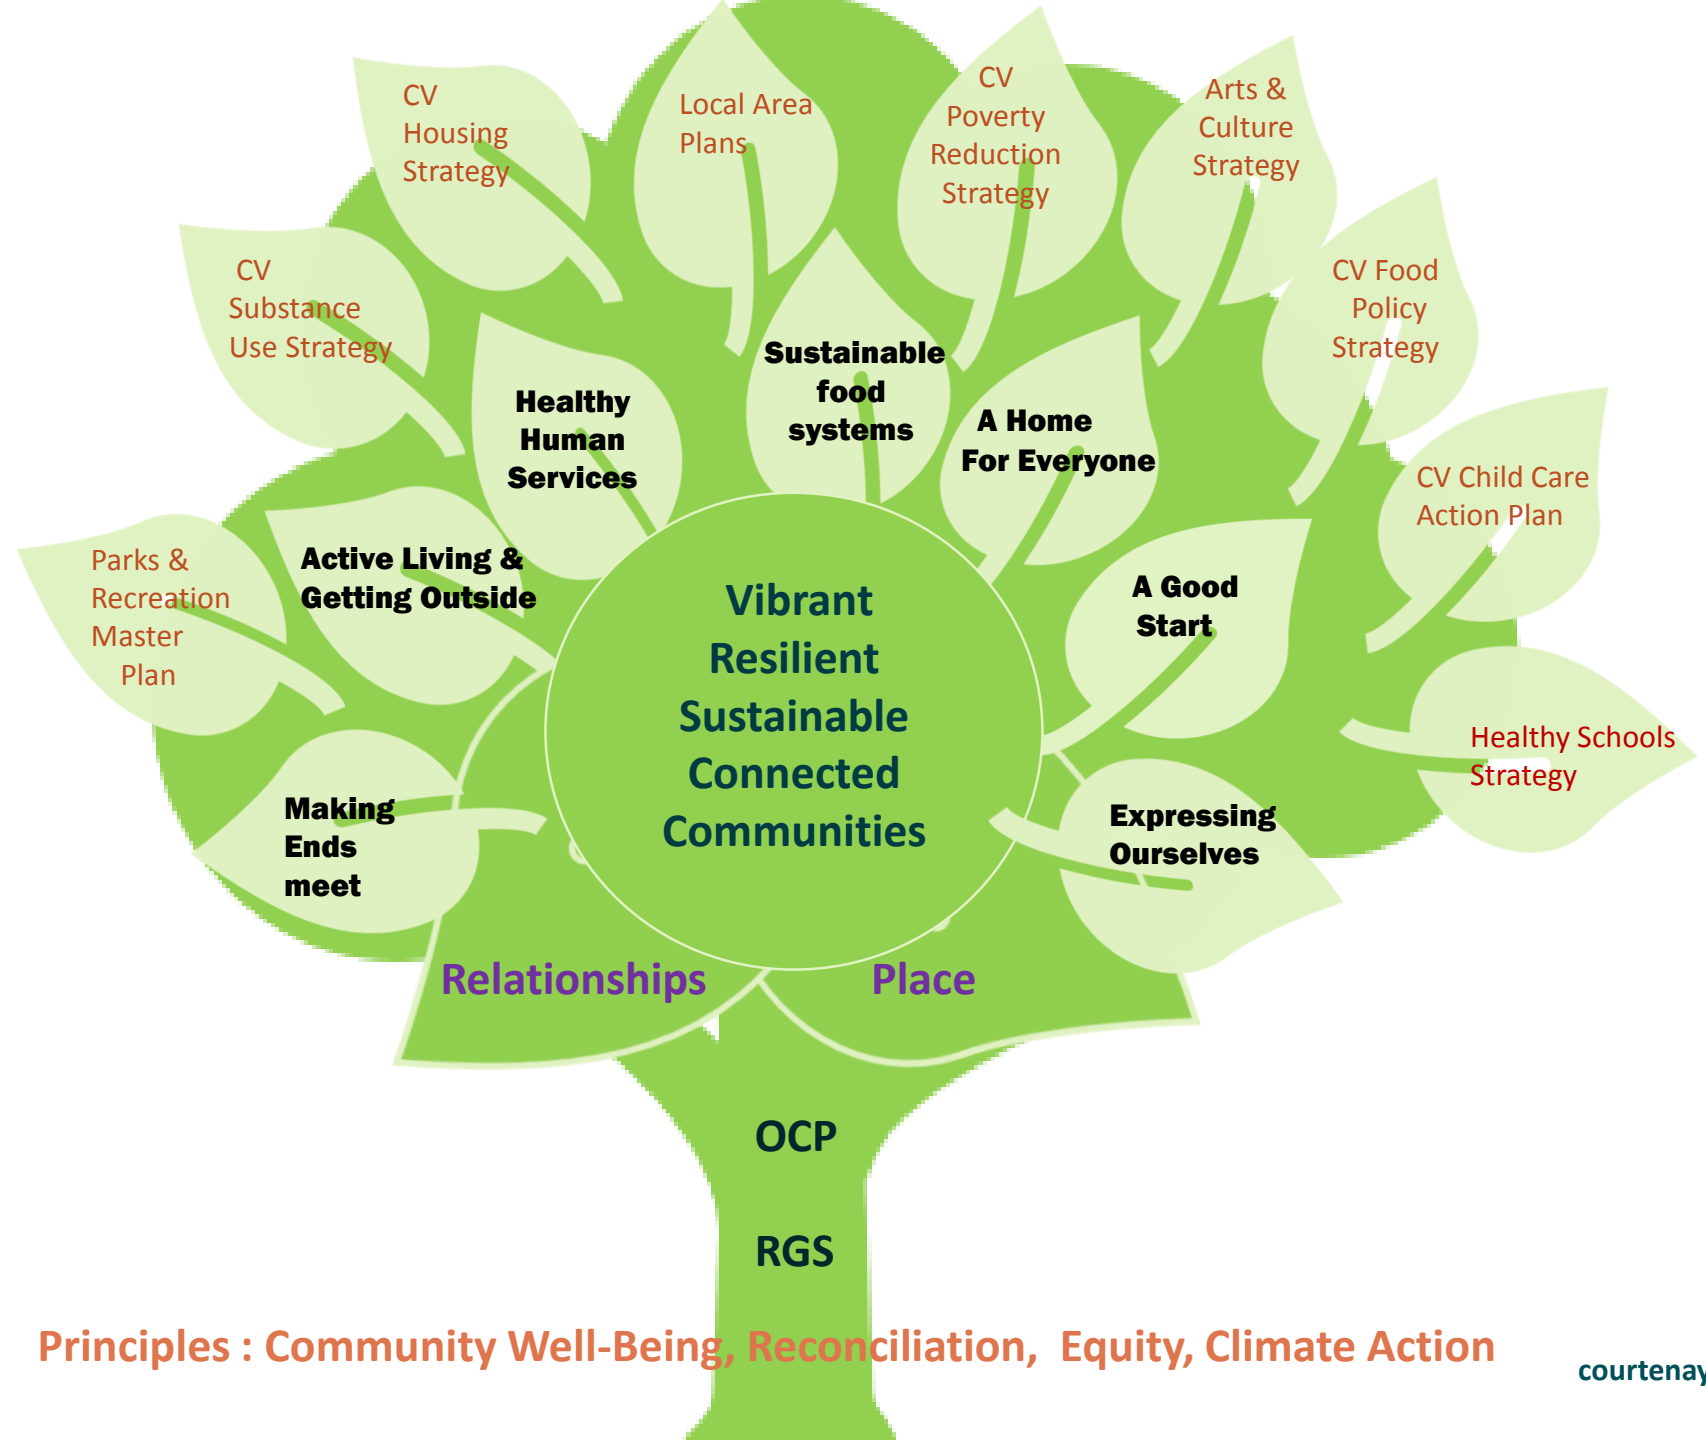 CV
Housing
Strategy
Local Area
Plans
CV
Poverty
Reduction
Strategy
Arts &
Culture
Strategy
CV
Substance
Use Strategy
CV Food
Policy
Strategy
Healthy
Human
Services
Sustainable
food
systems
A Home
For Everyone
CV Child Care
Action Plan
Parks &
Recreation
Master
Plan
Active Living &
Getting Outside
A Good
Start
Healthy Schools
Strategy
Making
Ends
meet
Expressing
Ourselves
Vibrant
Resilient
Sustainable
Connected
Communities
Relationships
Place
OCP
RGS
Principles : Community Well-Being, Reconciliation, Equity, Climate Action
courtenay